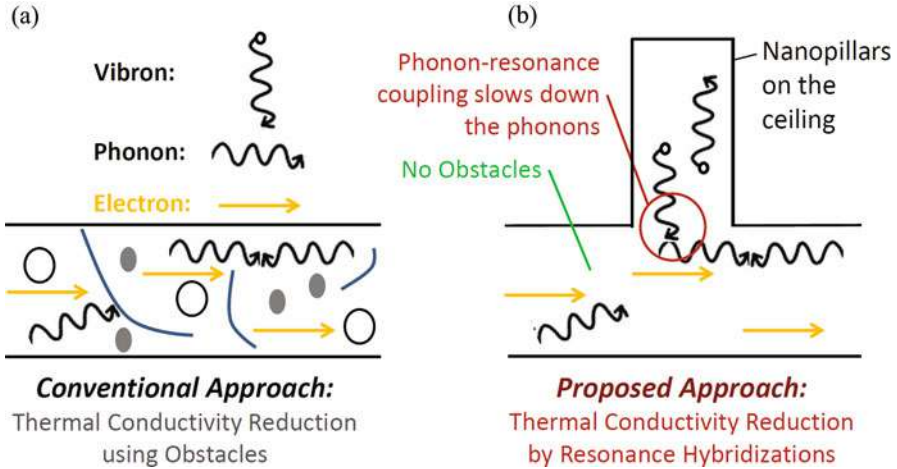 (a)
Vibron:
Phonon:
Electron:
Conventional Approach:
Thermal Conductivity Reduction
using Obstacles
(b)
Phonon-resonance
coupling slows down
the phonons
No Obstacles
Nanopillars
on the
ceiling
Proposed Approach:
Thermal Conductivity Reduction
by Resonance Hybridizations